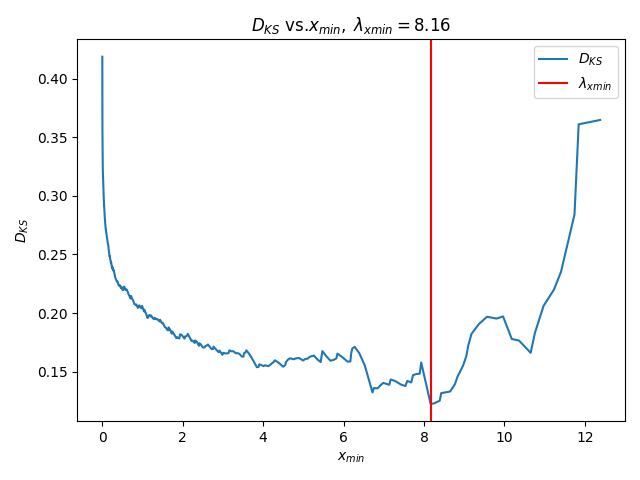 D_KS vs.x_min, λ_xmin = 8.16
D_KS
λ_xmin
0.40
0.35
0.30
0.25
0.20
0.15
D_KS
0 2 4 6 8 10 12
x_min